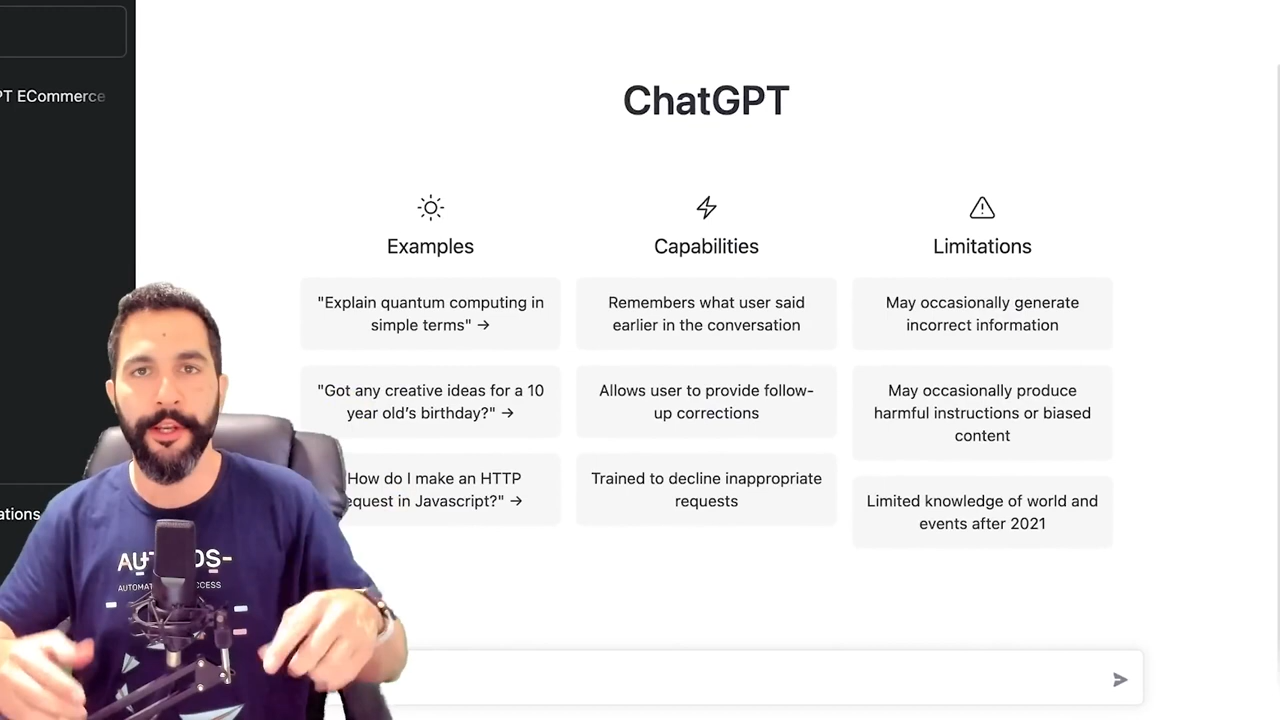 PT ECommerce
ChatGPT
Examples
Capabilities
Limitations
"Explain quantum computing in
simple terms" →
"Got any creative ideas for a 10
year old's birthday?" →
How do I make an HTTP
equest in Javascript?" →
Remembers what user said
earlier in the conversation
Allows user to provide follow-
up corrections
Trained to decline inappropriate
requests
May occasionally generate
incorrect information
May occasionally produce
harmful instructions or biased
content
Limited knowledge of world and
events after 2021
ations